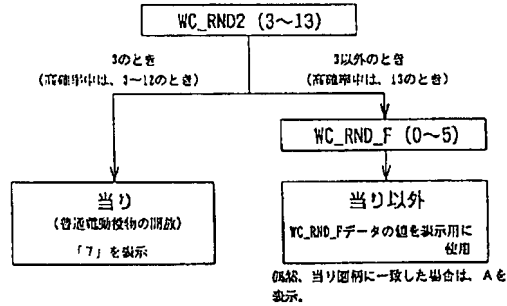 WC_RND2 (3〜13)
3のとき
(高確率中は、3〜12のとき)
3以外のとき
(高確率中は、13のとき)
WC_RND_F (0〜5)
当り
(普通電動役物の開放)
「7」を表示
当り以外
WC_RND_Fデータの値を表示用に
使用
当り図柄に一致した場合は、Aを
表示。